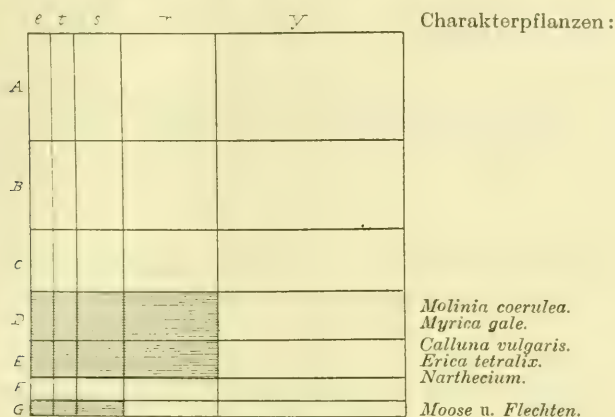 e t s r V Charakterpflanzen:
A
B
C
D
Molinia coerulea.
Myrica gale.
Calluna vulgaris.
E
Erica tetralix.
Narthecium.
F
G Moose u. Flechten.